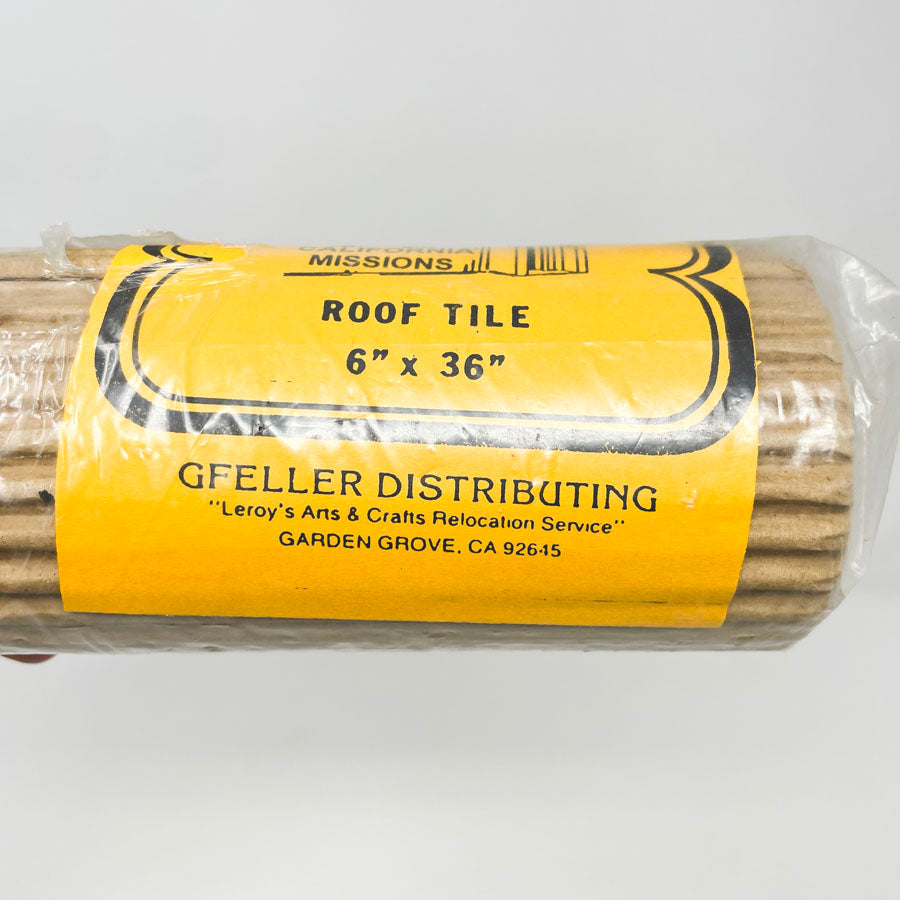 CALIFORNIA
MISSIONS
ROOF TILE
6" x 36"
GFELLER DISTRIBUTING
"Leroy's Arts & Crafts Relocation Service"
GARDEN GROVE, CA 92645